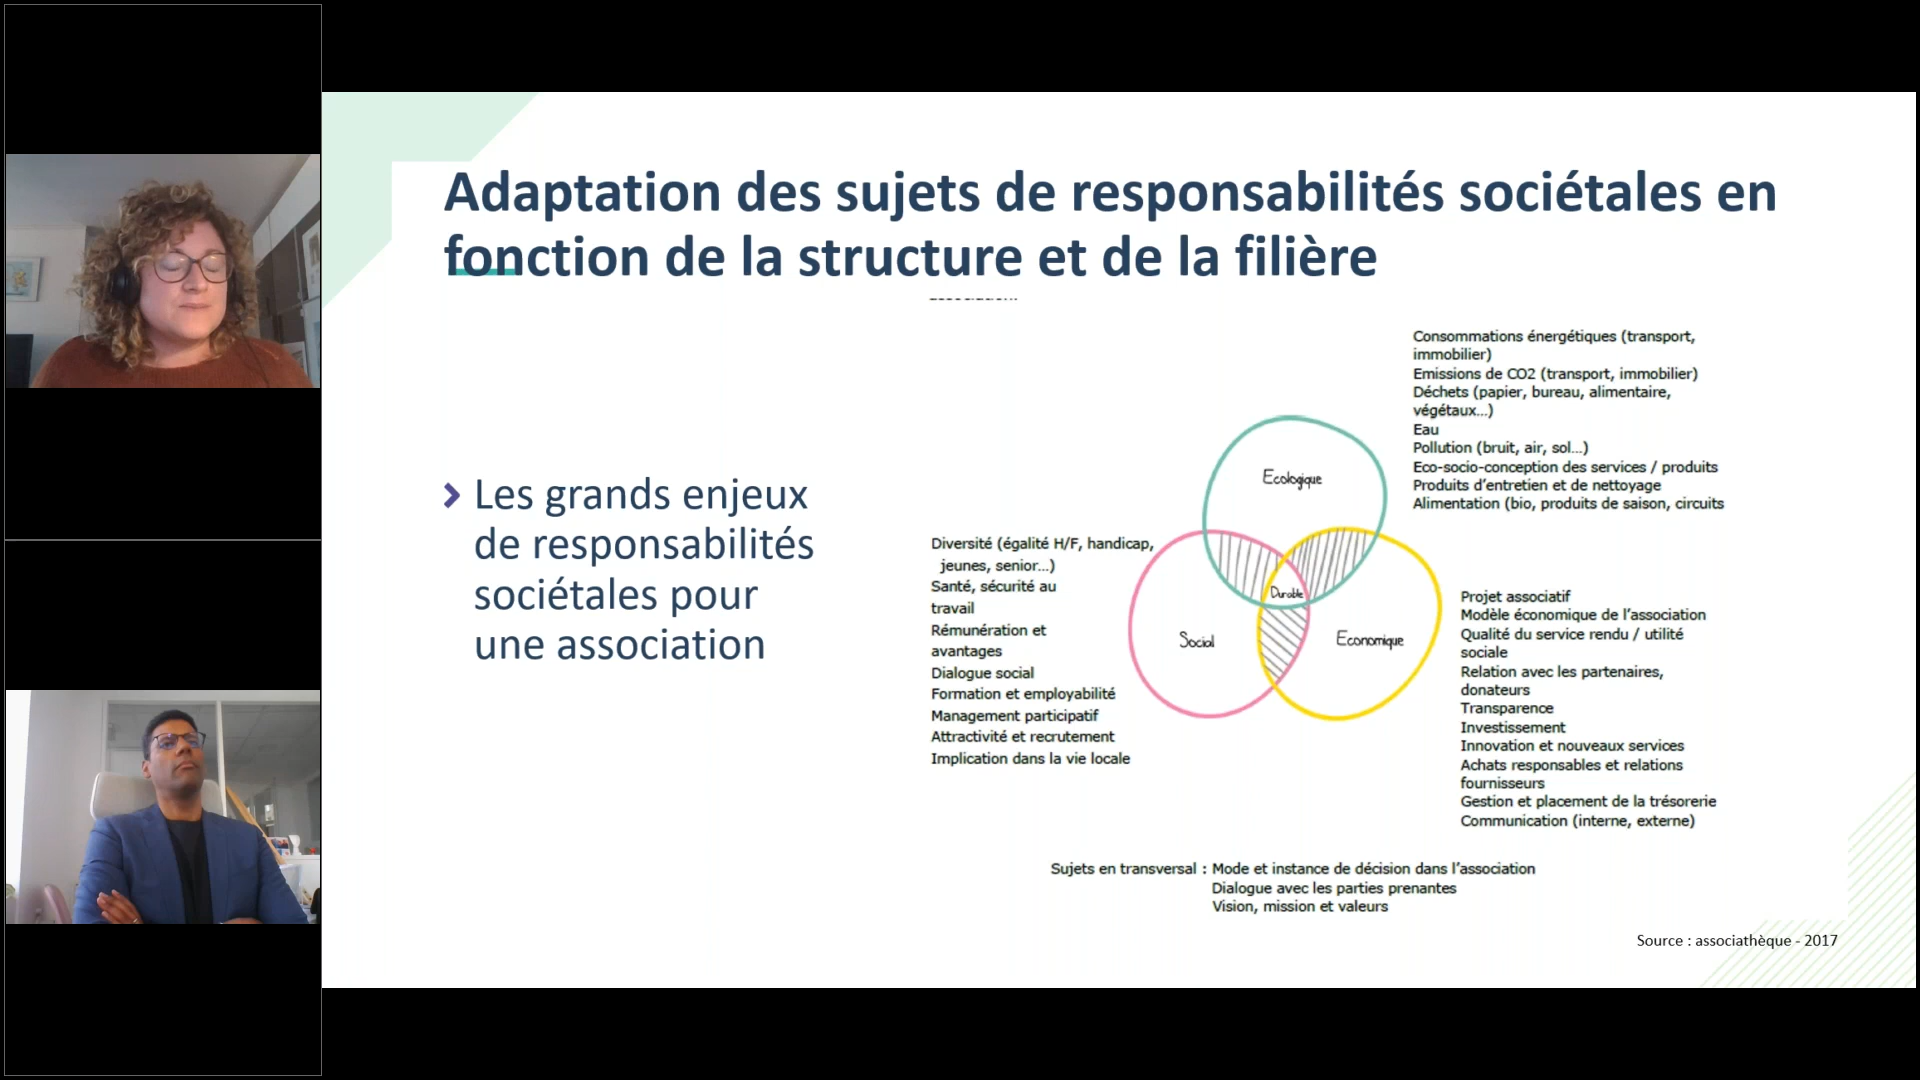 Adaptation des sujets de responsabilités sociétales en
fonction de la structure et de la filière
Les grands enjeux
de responsabilités
sociétales pour
une association
Consommations énergétiques (transport,
immobilier)
Emissions de CO2 (transport, immobilier)
Déchets (papier, bureau, alimentaire,
végétaux...)
Eau
Pollution (bruit, air, sol...)
Eco-socio-conception des services / produits
Produits d'entretien et de nettoyage
Alimentation (bio, produits de saison, circuits
Ecologique
Durable
Social
Economique
Diversité (égalité H/F, handicap,
jeunes, senior...)
Santé, sécurité au
travail
Rémunération et
avantages
Dialogue social
Formation et employabilité
Management participatif
Attractivité et recrutement
Implication dans la vie locale
Projet associatif
Modèle économique de l'association
Qualité du service rendu / utilité
sociale
Relation avec les partenaires,
donateurs
Transparence
Investissement
Innovation et nouveaux services
Achats responsables et relations
fournisseurs
Gestion et placement de la trésorerie
Communication (interne, externe)
Sujets en transversal : Mode et instance de décision dans l'association
Dialogue avec les parties prenantes
Vision, mission et valeurs
Source : associathèque - 2017